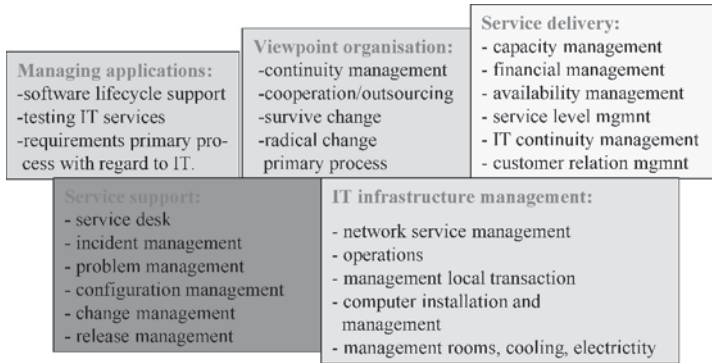 Managing applications:
-software lifecycle support
-testing IT services
-requirements primary pro-
cess with regard to IT.
Viewpoint organisation:
-continuity management
-cooperation/outsourcing
-survive change
-radical change
primary process
Service delivery:
- capacity management
- financial management
- availability management
- service level mgmnt
- IT continuity management
- customer relation mgmnt
Service support:
- service desk
- incident management
- problem management
- configuration management
- change management
- release management
IT infrastructure management:
- network service management
- operations
- management local transaction
- computer installation and
management
- management rooms, cooling, electrictity